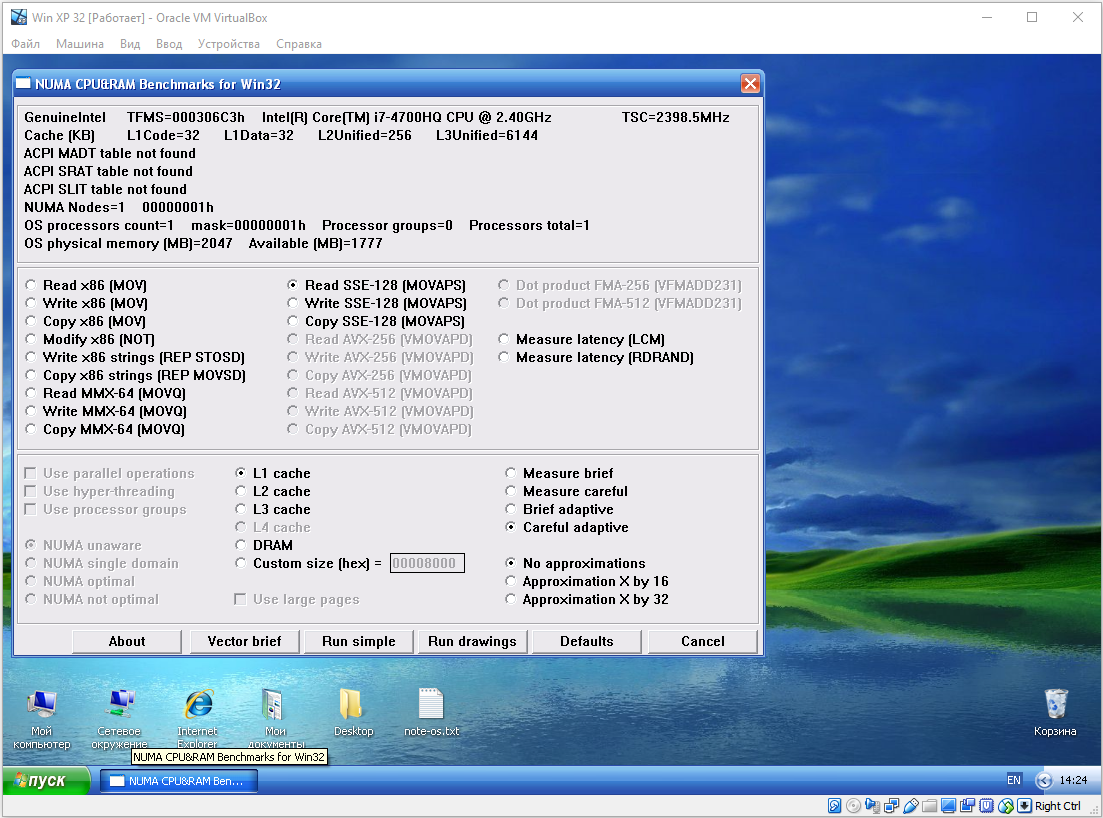 Win XP 32 [Работает] - Oracle VM VirtualBox
Файл Машина Вид Ввод Устройства Справка
NUMA CPU&RAM Benchmarks for Win32
GenuineIntel TFMS=000306C3h Intel(R) Core(TM) i7-4700HQ CPU @ 2.40GHz TSC=2398.5MHz
Cache (KB) L1Code=32 L1Data=32 L2Unified=256 L3Unified=6144
ACPI MADT table not found
ACPI SRAT table not found
ACPI SLIT table not found
NUMA Nodes=1 00000001h
OS processors count=1 mask=00000001h Processor groups=0 Processors total=1
OS physical memory (MB)=2047 Available (MB)=1777
Read x86 (MOV) Read SSE-128 (MOVAPS) Dot product FMA-256 (VFMADD231)
Write x86 (MOV) Write SSE-128 (MOVAPS) Dot product FMA-512 (VFMADD231)
Copy x86 (MOV) Copy SSE-128 (MOVAPS)
Modify x86 (NOT) Read AVX-256 (VMOVAPD) Measure latency (LCM)
Write x86 strings (REP STOSD) Write AVX-256 (VMOVAPD) Measure latency (RDRAND)
Copy x86 strings (REP MOVSD) Copy AVX-256 (VMOVAPD)
Read MMX-64 (MOVQ) Read AVX-512 (VMOVAPD)
Write MMX-64 (MOVQ) Write AVX-512 (VMOVAPD)
Copy MMX-64 (MOVQ) Copy AVX-512 (VMOVAPD)
Use parallel operations L1 cache Measure brief
Use hyper-threading L2 cache Measure careful
Use processor groups L3 cache Brief adaptive
L4 cache Careful adaptive
NUMA unaware DRAM
NUMA single domain Custom size (hex) = 00008000 No approximations
NUMA optimal Approximation X by 16
NUMA not optimal Use large pages Approximation X by 32
About Vector brief Run simple Run drawings Defaults Cancel
Мой компьютер
Сетевое окружение
Internet Explorer
Мои документы
Desktop
note-os.txt
Корзина
NUMA CPU&RAM Benchmarks for Win32
пуск NUMA CPU&RAM Ben... EN 14:24
Right Ctrl